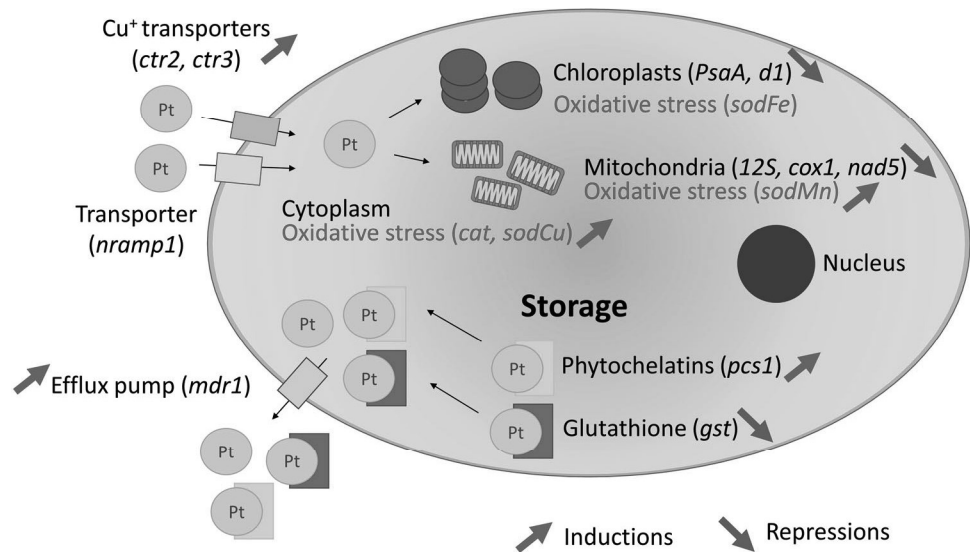 Cu⁺ transporters
(ctr2, ctr3)
Pt
Pt
Transporter
(nramp1)
Pt
Chloroplasts (PsaA, d1)
Oxidative stress (sodFe)
Mitochondria (12S, cox1, nad5)
Oxidative stress (sodMn)
Cytoplasm
Oxidative stress (cat, sodCu)
Nucleus
Storage
Pt
Pt
Pt
Pt
Phytochelatins (pcs1)
Pt
Glutathione (gst)
Efflux pump (mdr1)
Pt
Pt
Pt
Inductions
Repressions